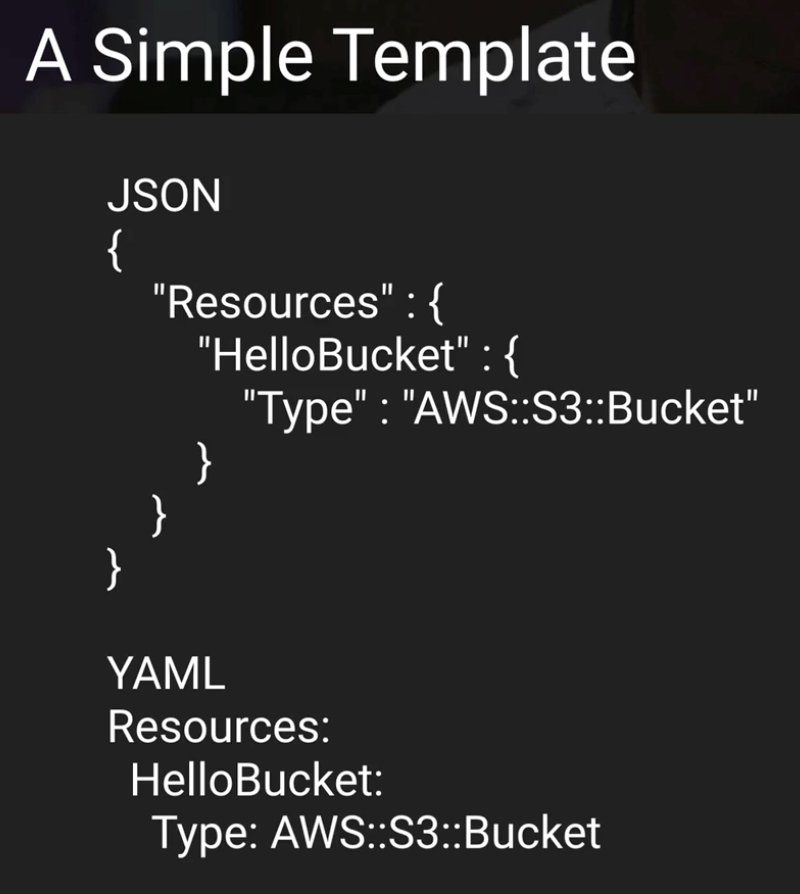 A Simple Template
JSON
{
"Resources" : {
"HelloBucket" : {
"Type" : "AWS::S3::Bucket"
}
}
}
YAML
Resources:
HelloBucket:
Type: AWS::S3::Bucket